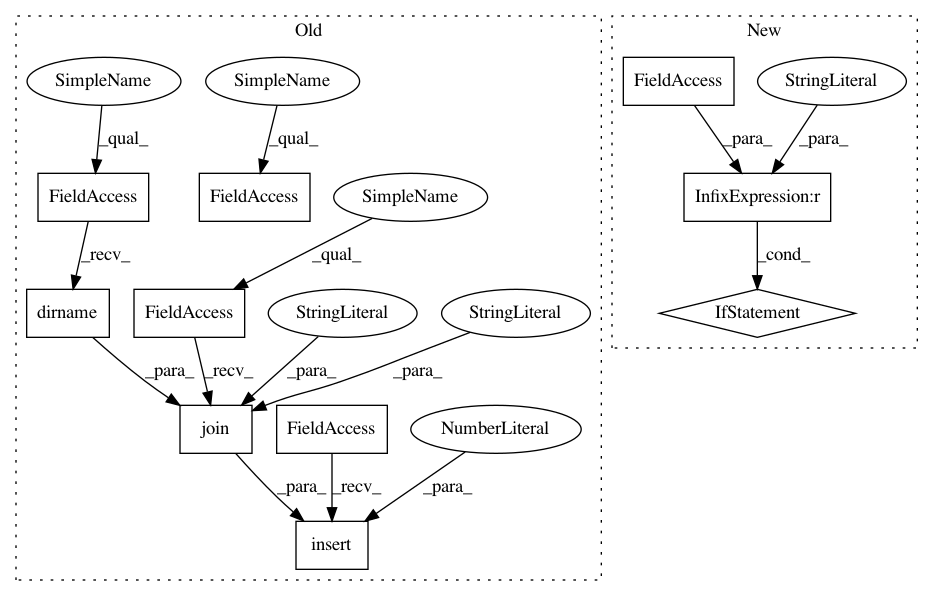 Old
New
SimpleName
SimpleName
FieldAccess
StringLiteral
_qual_
_qual_
_para_
_para_
FieldAccess
FieldAccess
SimpleName
InfixExpression:r
_recv_
_qual_
_cond_
dirname
FieldAccess
StringLiteral
StringLiteral
IfStatement
_para_
_recv_
_para_
_para_
join
FieldAccess
NumberLiteral
_para_
_recv_
_para_
insert